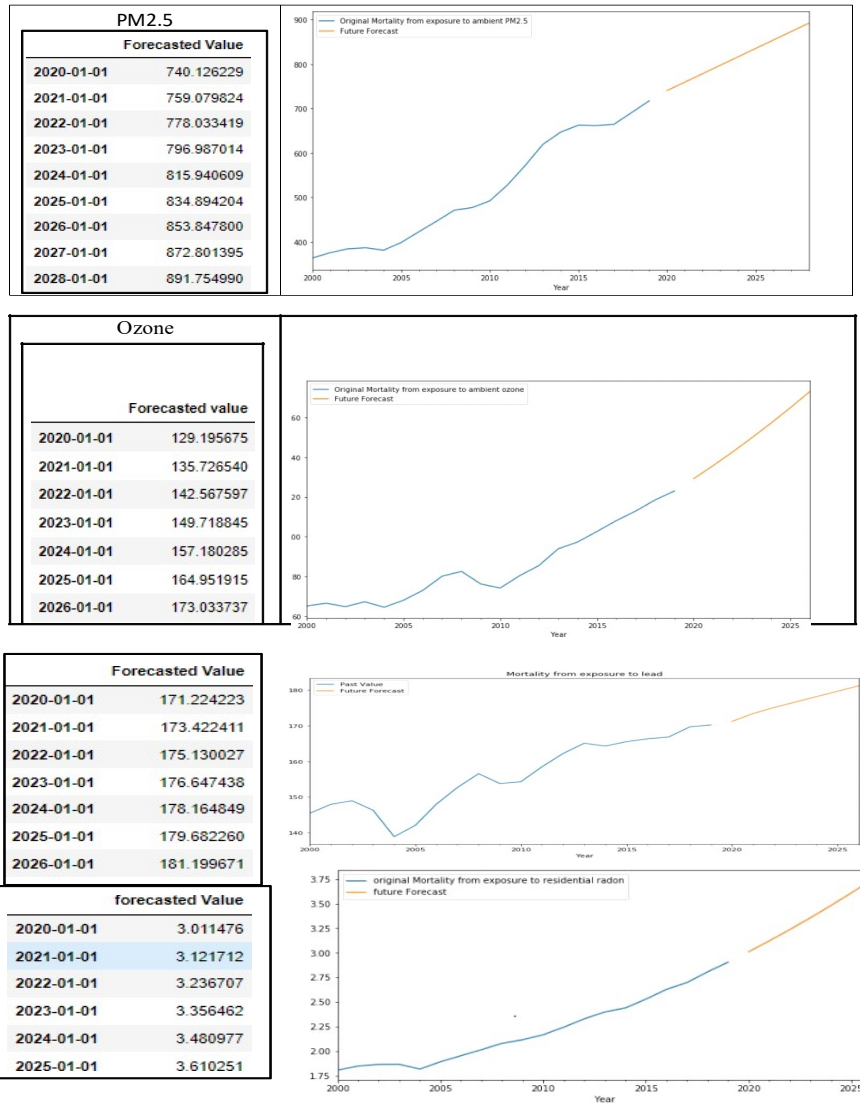 PM2.5
Forecasted Value
2020-01-01 740.126229
2021-01-01 759.079824
2022-01-01 778.033419
2023-01-01 796.987014
2024-01-01 815.940609
2025-01-01 834.894204
2026-01-01 853.847800
2027-01-01 872.801395
2028-01-01 891.754990
Original Mortality from exposure to ambient PM2.5
Future Forecast
900
800
700
600
500
400
2000 2005 2010 2015 2020 2025
Year
Ozone
Forecasted value
2020-01-01 129.195675
2021-01-01 135.726540
2022-01-01 142.567597
2023-01-01 149.718845
2024-01-01 157.180285
2025-01-01 164.951915
2026-01-01 173.033737
Original Mortality from exposure to ambient ozone
Future Forecast
60
40
20
00
80
60
2000 2005 2010 2015 2020 2025
Year
Forecasted Value
2020-01-01 171.224223
2021-01-01 173.422411
2022-01-01 175.130027
2023-01-01 176.647438
2024-01-01 178.164849
2025-01-01 179.682260
2026-01-01 181.199671
Mortality from exposure to lead
Past Value
Future Forecast
180
170
160
150
140
2000 2005 2010 2015 2020 2025
Year
forecasted Value
2020-01-01 3.011476
2021-01-01 3.121712
2022-01-01 3.236707
2023-01-01 3.356462
2024-01-01 3.480977
2025-01-01 3.610251
original Mortality from exposure to residential radon
future Forecast
3.75
3.50
3.25
3.00
2.75
2.50
2.25
2.00
1.75
2000 2005 2010 2015 2020 2025
Year